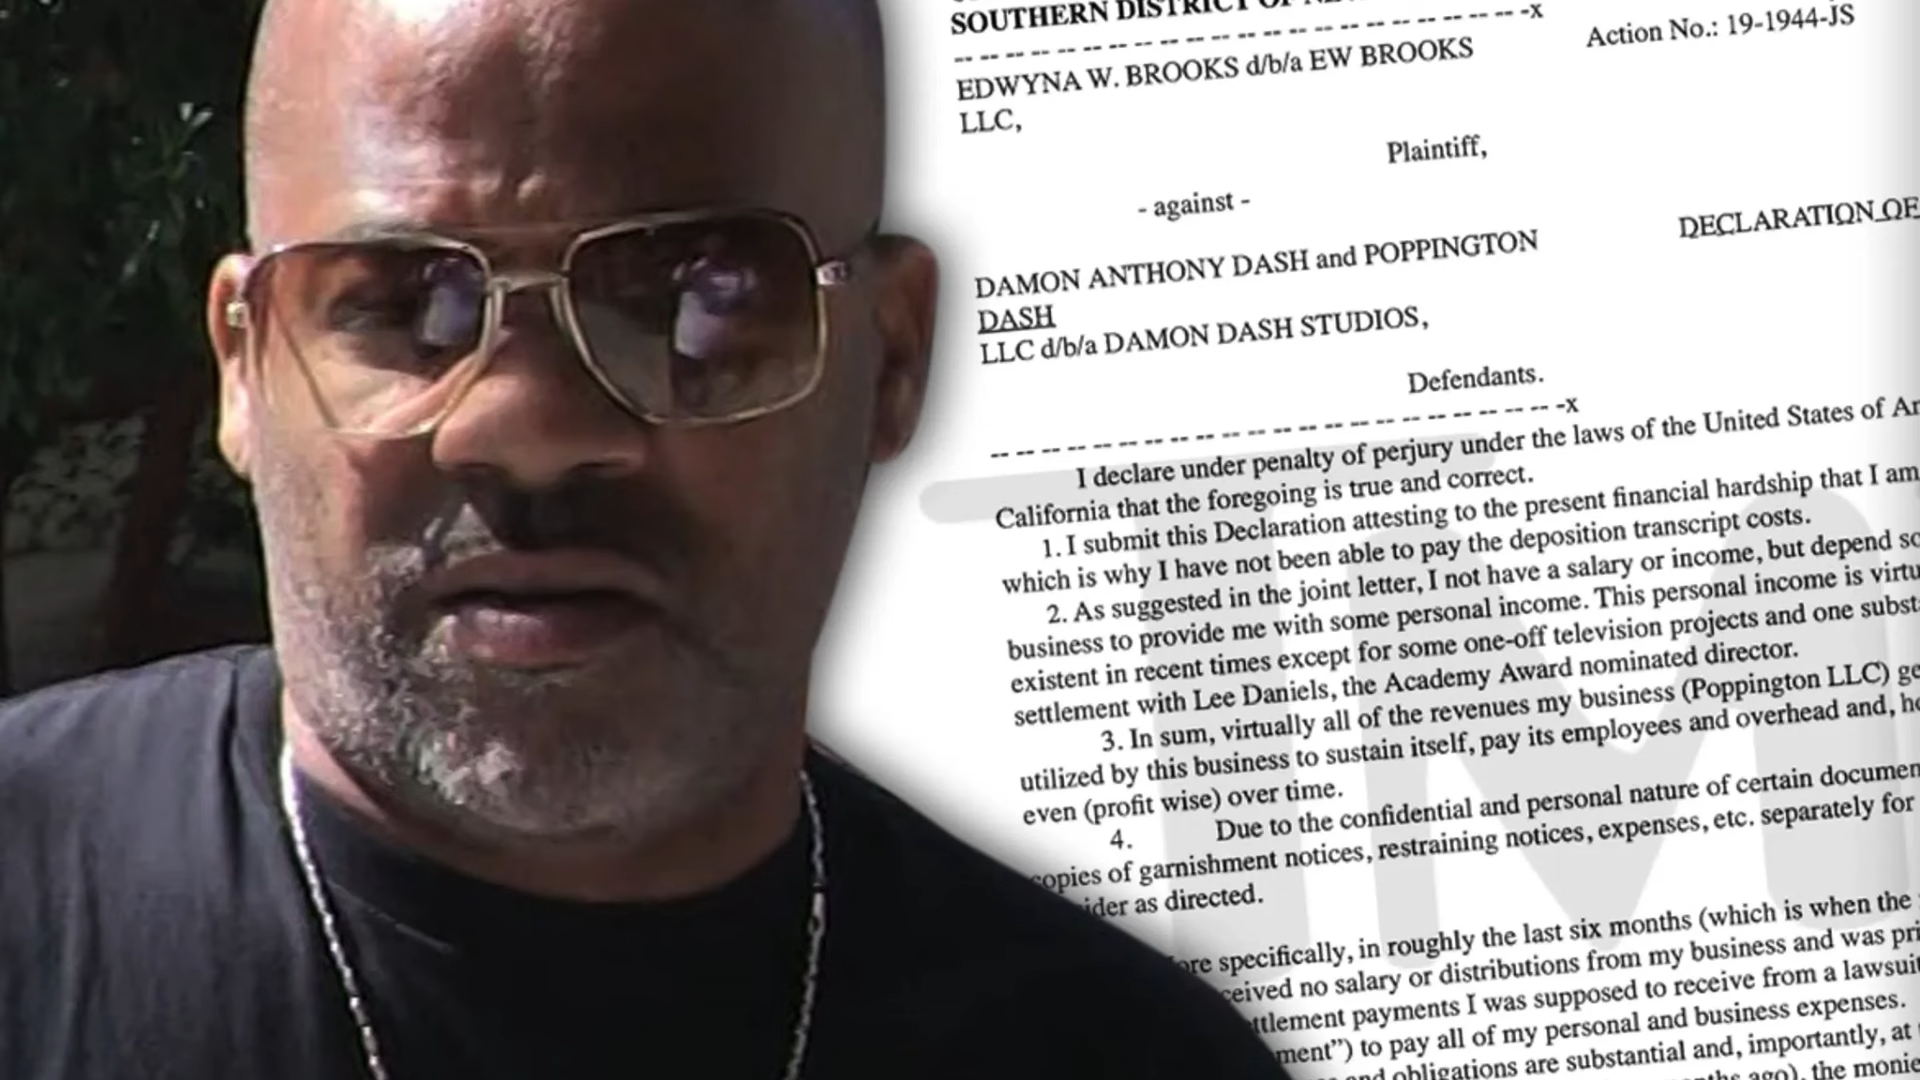 SOUTHERN DISTRICT OF
-- -- -- -- -- -- -- -- -- -- -- -- -- -- -- -- -- -- -- -- -- -- -x
EDWYNA W. BROOKS d/b/a EW BROOKS Action No.: 19-1944-JS
LLC,
Plaintiff,
- against -
DECLARATION OF
DAMON ANTHONY DASH and POPPINGTON
DASH
LLC d/b/a DAMON DASH STUDIOS,
Defendants.
-- -- -- -- -- -- -- -- -- -- -- -- -- -- -- -- -- -- -- -- -- -- -x
I declare under penalty of perjury under the laws of the United States of
California that the foregoing is true and correct.
1. I submit this Declaration attesting to the present financial hardship that I am
which is why I have not been able to pay the deposition transcript costs.
2. As suggested in the joint letter, I not have a salary or income, but depend
business to provide me with some personal income. This personal income is
existent in recent times except for some one-off television projects and one
settlement with Lee Daniels, the Academy Award nominated director.
3. In sum, virtually all of the revenues my business (Poppington LLC)
utilized by this business to sustain itself, pay its employees and overhead and,
even (profit wise) over time.
4. Due to the confidential and personal nature of certain
copies of garnishment notices, restraining notices, expenses, etc. separately for
as directed.
specifically, in roughly the last six months (which is when the
no salary or distributions from my business and was
payments I was supposed to receive from a
to pay all of my personal and business expenses.
obligations are substantial and, importantly, at
ago), the
TM